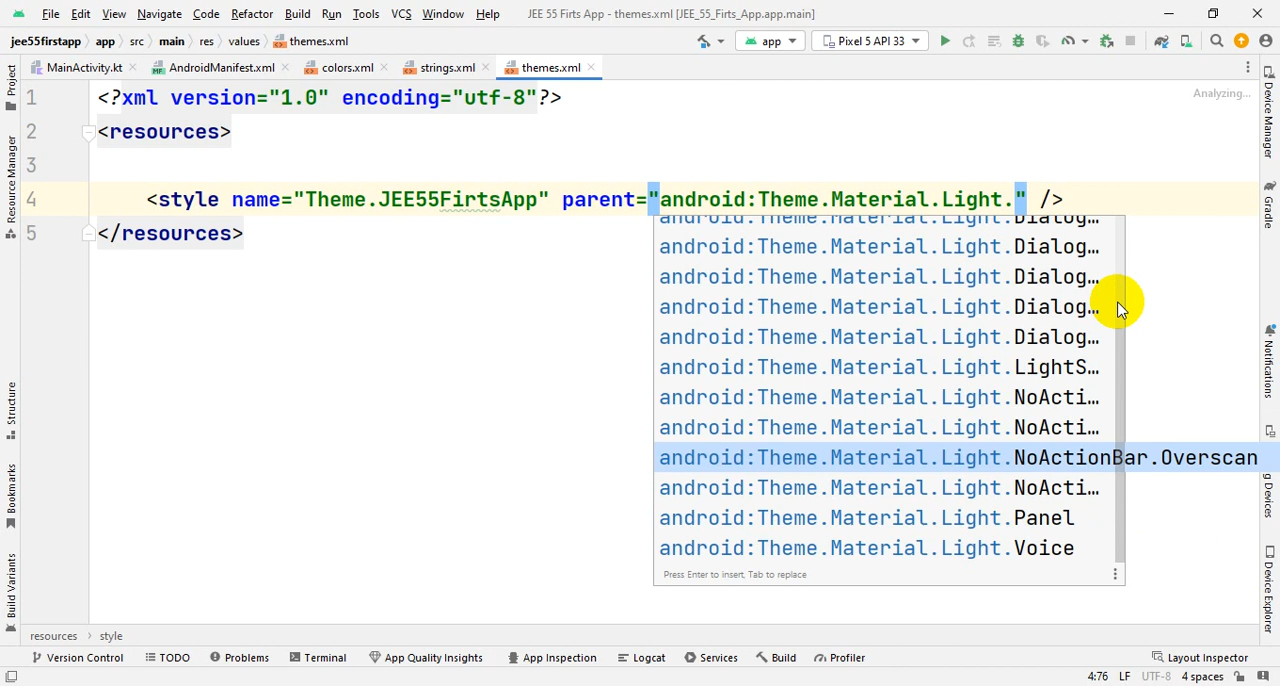 File Edit View Navigate Code Refactor Build Run Tools VCS Window Help JEE 55 Firts App - themes.xml [JEE_55_Firts_App.app.main]
jee55firstapp app src main res values themes.xml app Pixel 5 API 33
MainActivity.kt AndroidManifest.xml colors.xml strings.xml themes.xml
Project
Resource Manager
Structure
Bookmarks
Build Variants
1 <?xml version="1.0" encoding="utf-8"?>
Analyzing...
2 <resources>
3
4 <style name="Theme.JEE55FirtsApp" parent="android:Theme.Material.Light." />
5 </resources>
android:Theme.Material.Light.Dialog…
android:Theme.Material.Light.Dialog…
android:Theme.Material.Light.Dialog…
android:Theme.Material.Light.Dialog…
android:Theme.Material.Light.Dialog…
android:Theme.Material.Light.LightS…
android:Theme.Material.Light.NoActi…
android:Theme.Material.Light.NoActi…
android:Theme.Material.Light.NoActionBar.Overscan
android:Theme.Material.Light.NoActi…
android:Theme.Material.Light.Panel
android:Theme.Material.Light.Voice
Press Enter to insert, Tab to replace
Device Manager
Gradle
Notifications
g Devices
Device Explorer
resources style
Version Control TODO Problems Terminal App Quality Insights App Inspection Logcat Services Build Profiler Layout Inspector
4:76 LF UTF-8 4 spaces